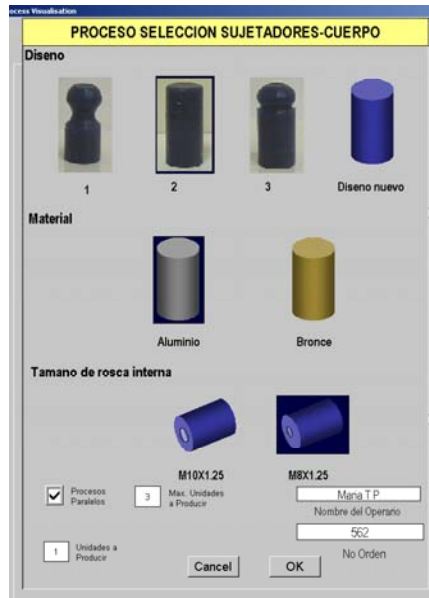 ocess Visualisation
PROCESO SELECCION SUJETADORES-CUERPO
Diseno
1 2 3 Diseno nuevo
Material
Aluminio Bronce
Tamano de rosca interna
M10X1.25 M8X1.25
Procesos Paralelos
3 Max. Unidades a Producir
Maria T.P
Nombre del Operario
562
No Orden
1 Unidades a Producir
Cancel OK